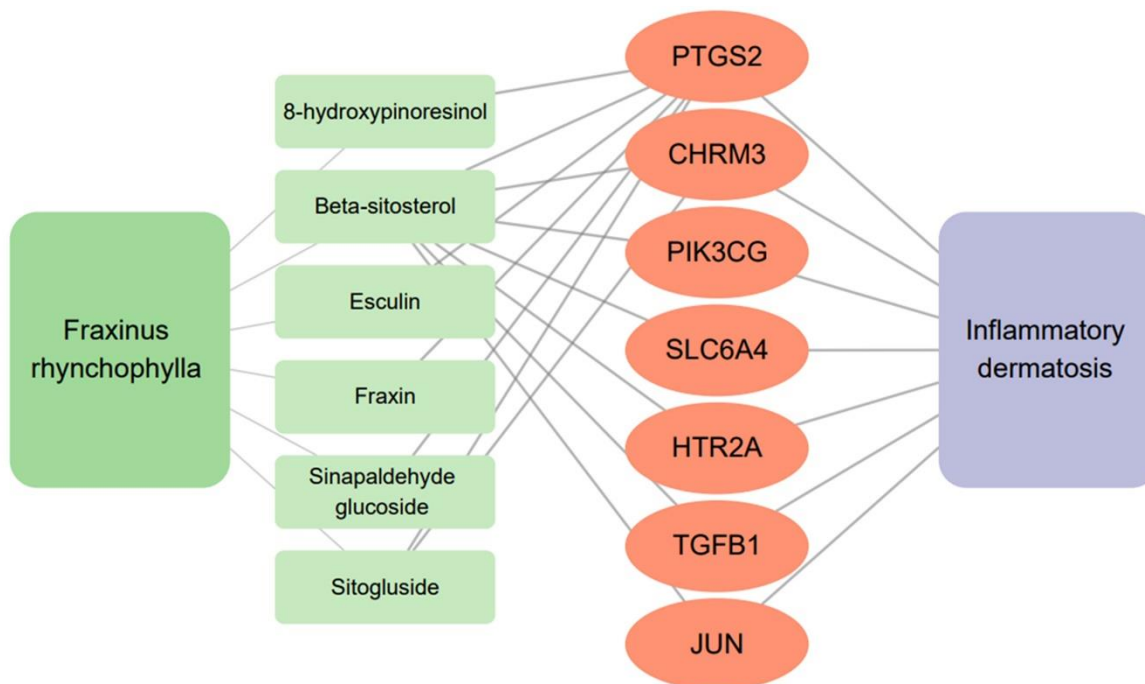 Fraxinus
rhynchophylla
8-hydroxypinoresinol
Beta-sitosterol
Esculin
Fraxin
Sinapaldehyde
glucoside
Sitogluside
PTGS2
CHRM3
PIK3CG
SLC6A4
HTR2A
TGFB1
JUN
Inflammatory
dermatosis